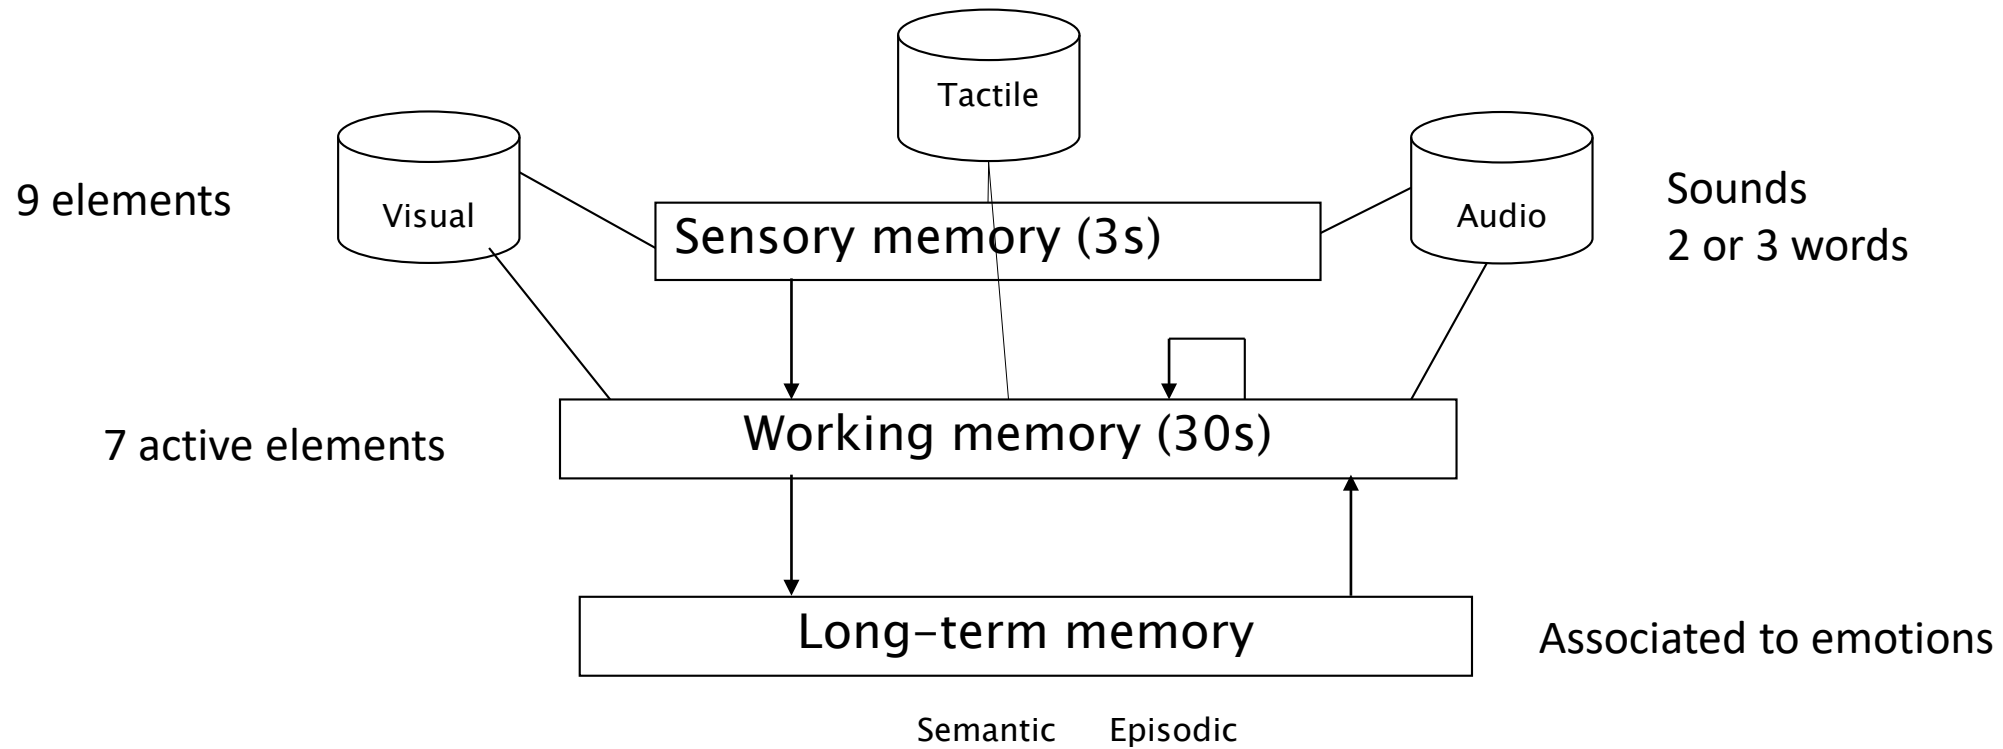 Tactile
9 elements
Visual
Sensory memory (3s)
Audio
Sounds
2 or 3 words
7 active elements
Working memory (30s)
Long-term memory
Associated to emotions
Semantic Episodic